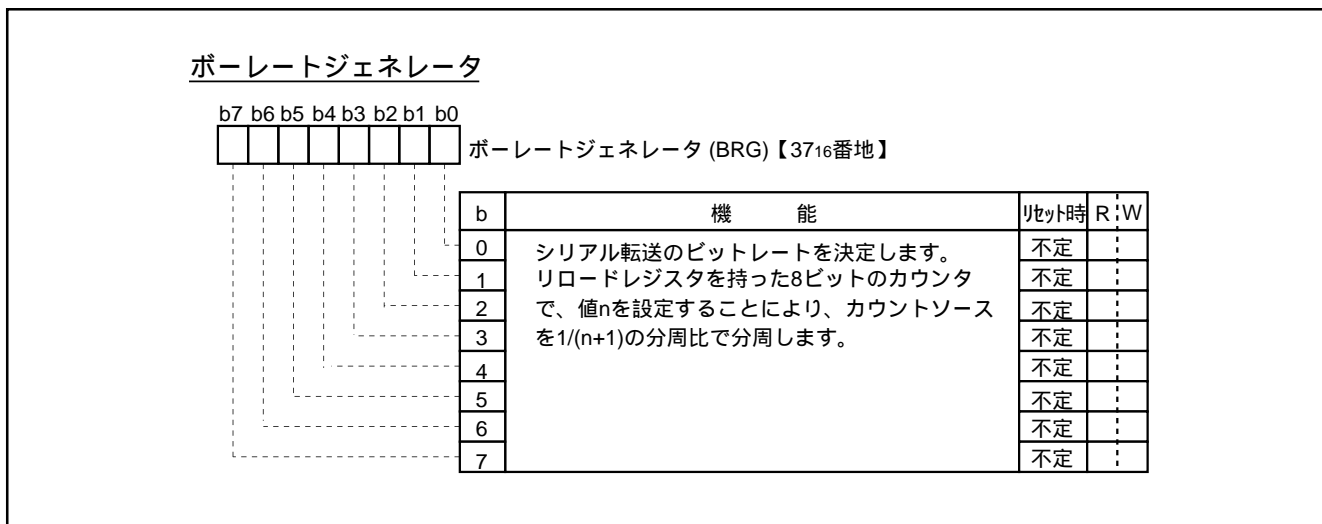 ボーレートジェネレータ
b7 b6 b5 b4 b3 b2 b1 b0
ボーレートジェネレータ (BRG)【3716番地】
b 機 能 リセット時 R W
0 シリアル転送のビットレートを決定します。 不定
1 リロードレジスタを持った8ビットのカウンタ 不定
2 で、値nを設定することにより、カウントソース 不定
3 を1/(n+1)の分周比で分周します。 不定
4 不定
5 不定
6 不定
7 不定